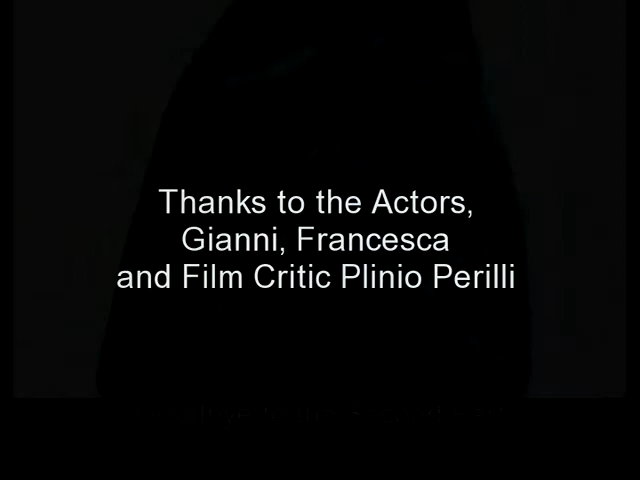 Thanks to the Actors,
Gianni, Francesca
and Film Critic Plinio Perilli